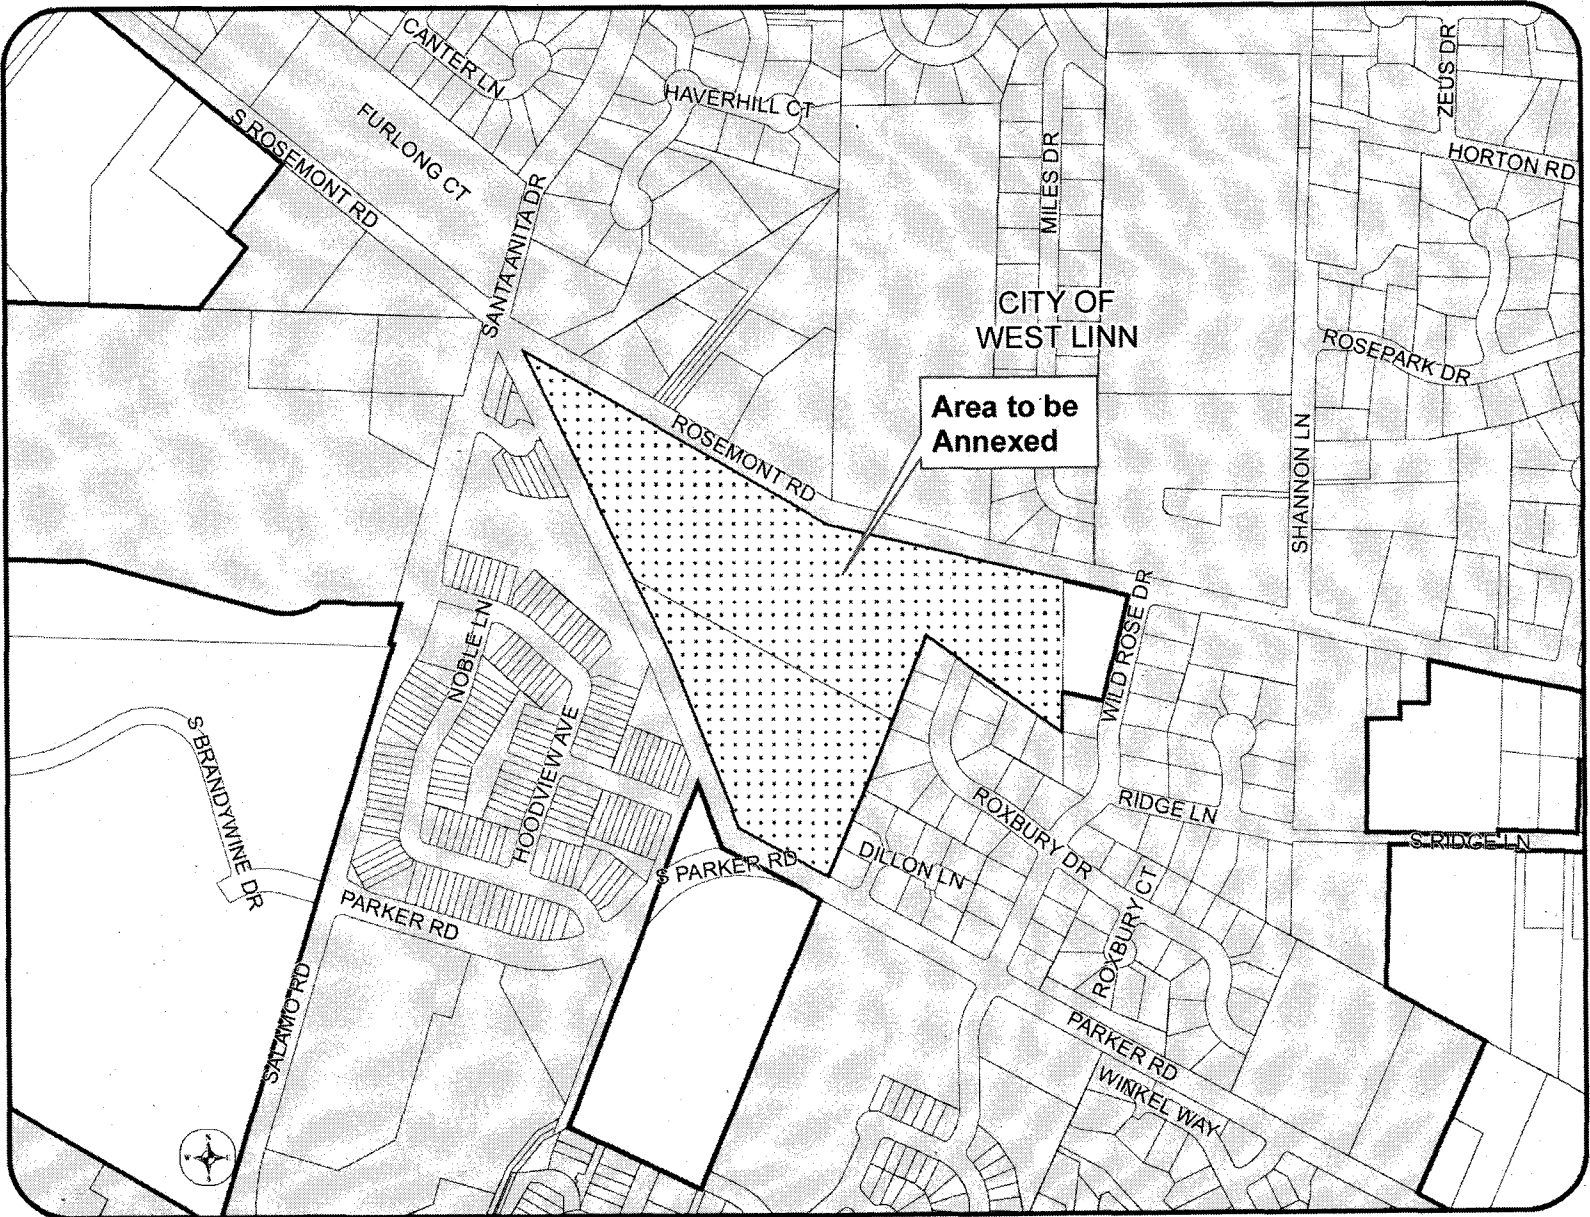 CANTER LN
HAVERHILL CT
ZEUS DR
FURLONG CT
S ROSEMONT RD
HORTON RD
MILES DR
SANTA ANITA DR
CITY OF
WEST LINN
ROSEPARK DR
Area to be
Annexed
ROSEMONT RD
SHANNON LN
WILD ROSE DR
NOBLE LN
HOODVIEW AVE
S BRANDYWINE DR
ROXBURY DR
RIDGE LN
S RIDGE LN
DILLON LN
S PARKER RD
PARKER RD
ROXBURY CT
SALAMO RD
PARKER RD
WINKEL WAY
N
W
E
S